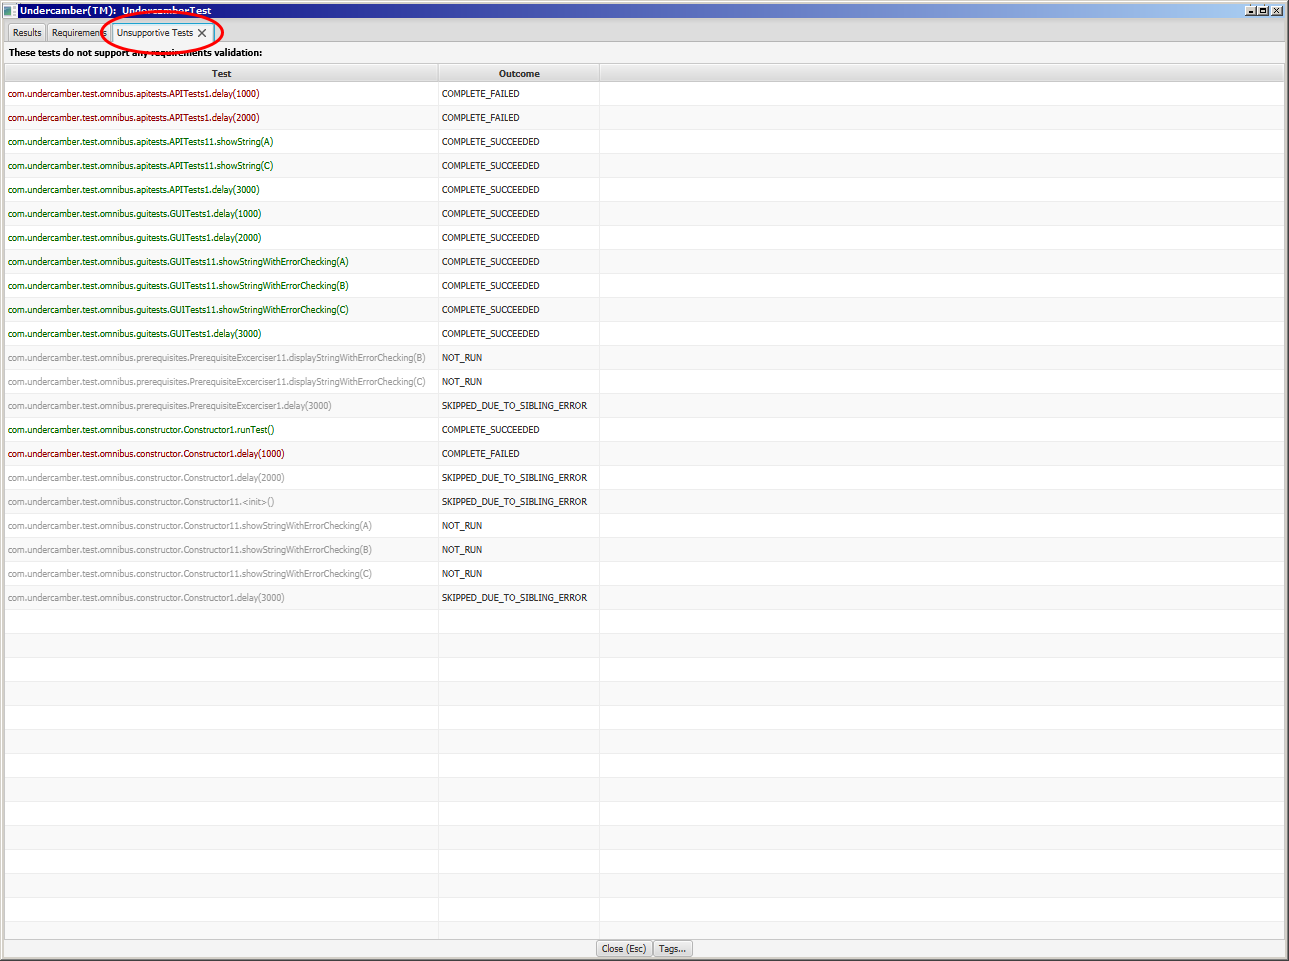 Undercamber(TM):  UndercamberTest
Results Requirements Unsupportive Tests
These tests do not support any requirements validation:
Test Outcome
com.undercamber.test.omnibus.apitests.APITests1.delay(1000) COMPLETE_FAILED
com.undercamber.test.omnibus.apitests.APITests1.delay(2000) COMPLETE_FAILED
com.undercamber.test.omnibus.apitests.APITests11.showString(A) COMPLETE_SUCCEEDED
com.undercamber.test.omnibus.apitests.APITests11.showString(C) COMPLETE_SUCCEEDED
com.undercamber.test.omnibus.apitests.APITests1.delay(3000) COMPLETE_SUCCEEDED
com.undercamber.test.omnibus.guitests.GUITests1.delay(1000) COMPLETE_SUCCEEDED
com.undercamber.test.omnibus.guitests.GUITests1.delay(2000) COMPLETE_SUCCEEDED
com.undercamber.test.omnibus.guitests.GUITests11.showStringWithErrorChecking(A) COMPLETE_SUCCEEDED
com.undercamber.test.omnibus.guitests.GUITests11.showStringWithErrorChecking(B) COMPLETE_SUCCEEDED
com.undercamber.test.omnibus.guitests.GUITests11.showStringWithErrorChecking(C) COMPLETE_SUCCEEDED
com.undercamber.test.omnibus.guitests.GUITests1.delay(3000) COMPLETE_SUCCEEDED
com.undercamber.test.omnibus.prerequisites.PrerequisiteExcerciser11.displayStringWithErrorChecking(B) NOT_RUN
com.undercamber.test.omnibus.prerequisites.PrerequisiteExcerciser11.displayStringWithErrorChecking(C) NOT_RUN
com.undercamber.test.omnibus.prerequisites.PrerequisiteExcerciser1.delay(3000) SKIPPED_DUE_TO_SIBLING_ERROR
com.undercamber.test.omnibus.constructor.Constructor1.runTest() COMPLETE_SUCCEEDED
com.undercamber.test.omnibus.constructor.Constructor1.delay(1000) COMPLETE_FAILED
com.undercamber.test.omnibus.constructor.Constructor1.delay(2000) SKIPPED_DUE_TO_SIBLING_ERROR
com.undercamber.test.omnibus.constructor.Constructor11.<init>() SKIPPED_DUE_TO_SIBLING_ERROR
com.undercamber.test.omnibus.constructor.Constructor11.showStringWithErrorChecking(A) NOT_RUN
com.undercamber.test.omnibus.constructor.Constructor11.showStringWithErrorChecking(B) NOT_RUN
com.undercamber.test.omnibus.constructor.Constructor11.showStringWithErrorChecking(C) NOT_RUN
com.undercamber.test.omnibus.constructor.Constructor1.delay(3000) SKIPPED_DUE_TO_SIBLING_ERROR
Close (Esc) Tags...